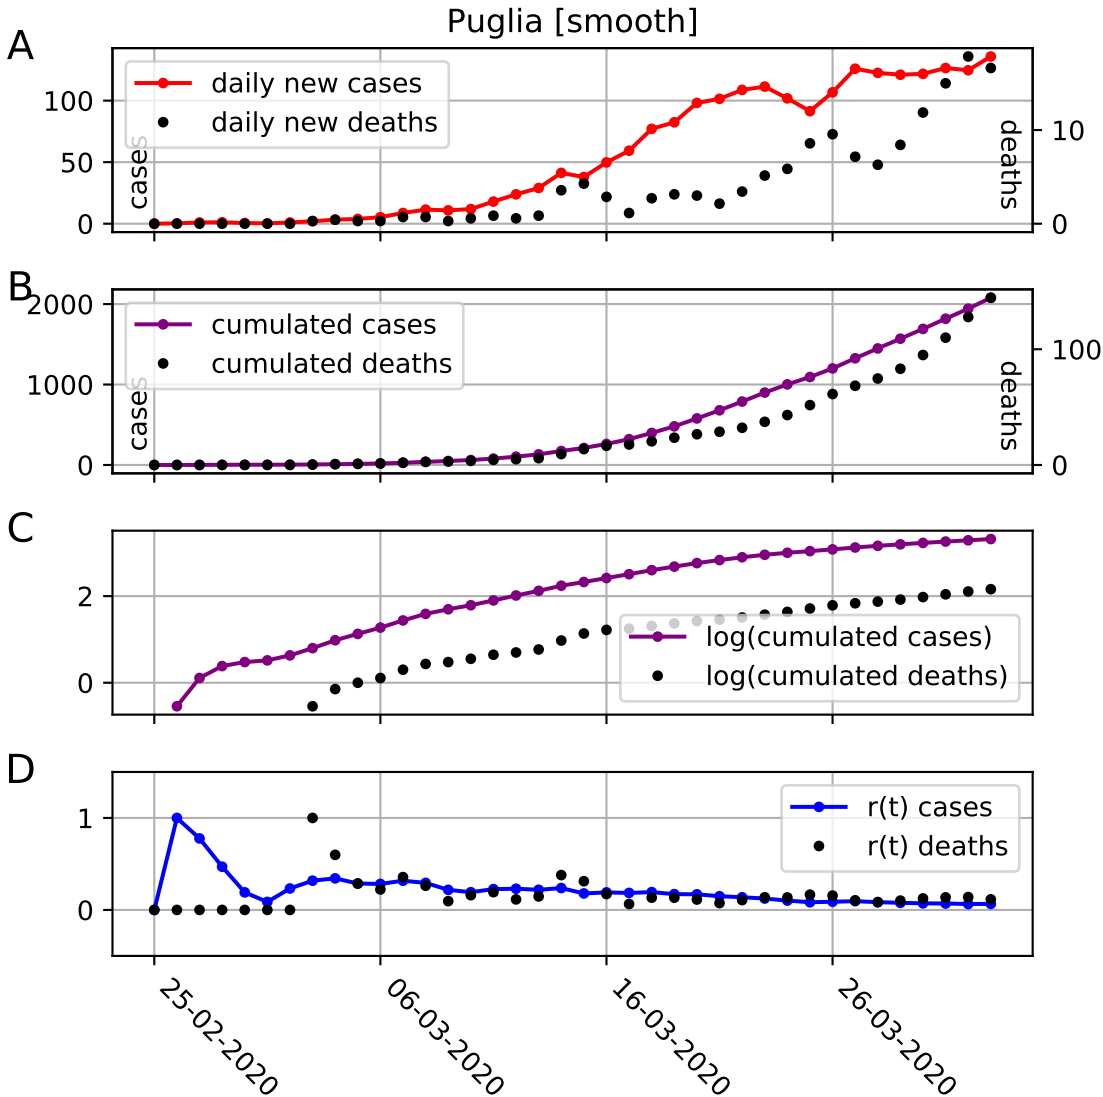 Puglia [smooth]
A
daily new cases
daily new deaths
100
50
0
cases
10
0
deaths
B
cumulated cases
cumulated deaths
2000
1000
0
cases
100
0
deaths
C
2
0
log(cumulated cases)
log(cumulated deaths)
D
1
0
r(t) cases
r(t) deaths
25-02-2020
06-03-2020
16-03-2020
26-03-2020